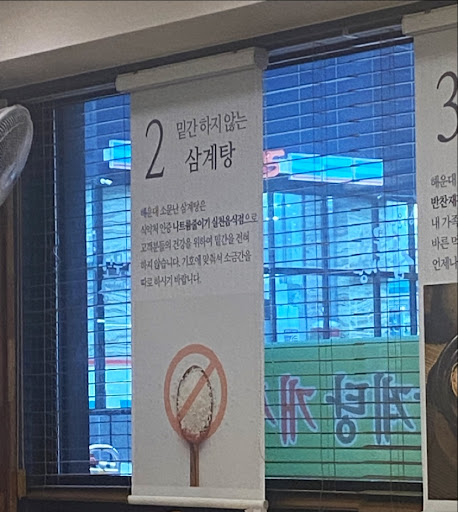 2
밑간 하지 않는
삼계탕
해운대 소문난 삼계탕은
식약처 인증 나트륨줄이기 실천음식점으로
고객분들의 건강을 위하여 밑간을 전혀
하지 않습니다. 기호에 맞춰서 소금간을
따로 하시기 바랍니다.
3
해운대
반찬재
내 가족
바른 먹
언제나